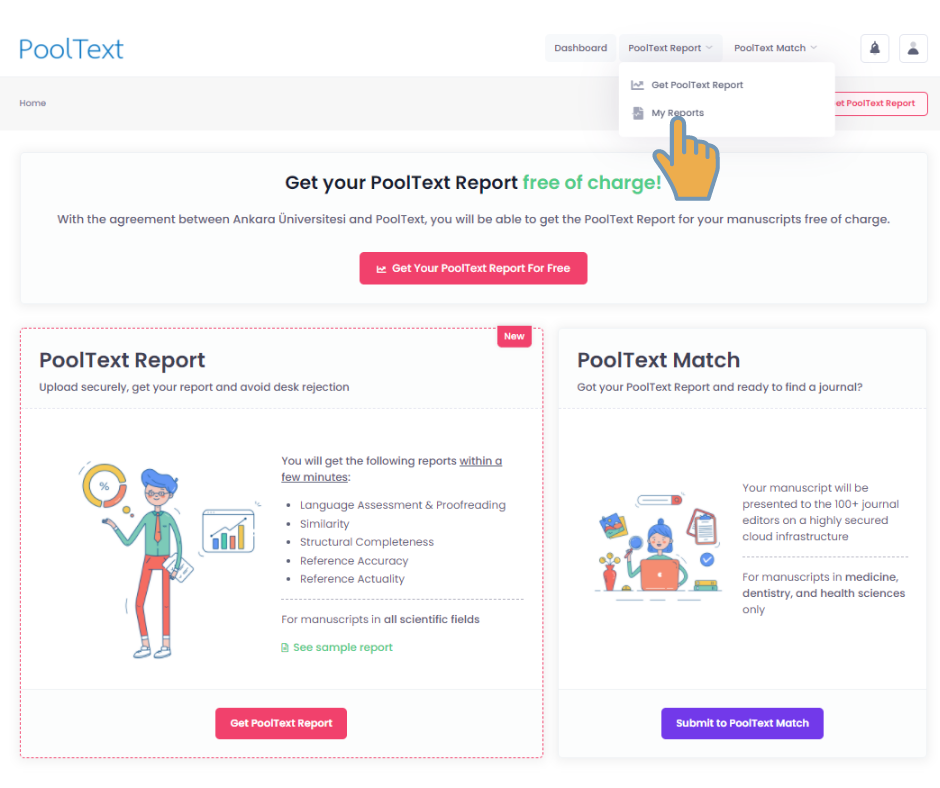 PoolText
Dashboard
PoolText Report
PoolText Match
Get PoolText Report
My Reports
Home
et PoolText Report
Get your PoolText Report free of charge!
With the agreement between Ankara Üniversitesi and PoolText, you will be able to get the PoolText Report for your manuscripts free of charge.
Get Your PoolText Report For Free
New
PoolText Report
Upload securely, get your report and avoid desk rejection
%
You will get the following reports within a
few minutes:
Language Assessment & Proofreading
Similarity
Structural Completeness
Reference Accuracy
Reference Actuality
For manuscripts in all scientific fields
See sample report
Get PoolText Report
PoolText Match
Got your PoolText Report and ready to find a journal?
Your manuscript will be
presented to the 100+ journal
editors on a highly secured
cloud infrastructure
For manuscripts in medicine,
dentistry, and health sciences
only
Submit to PoolText Match